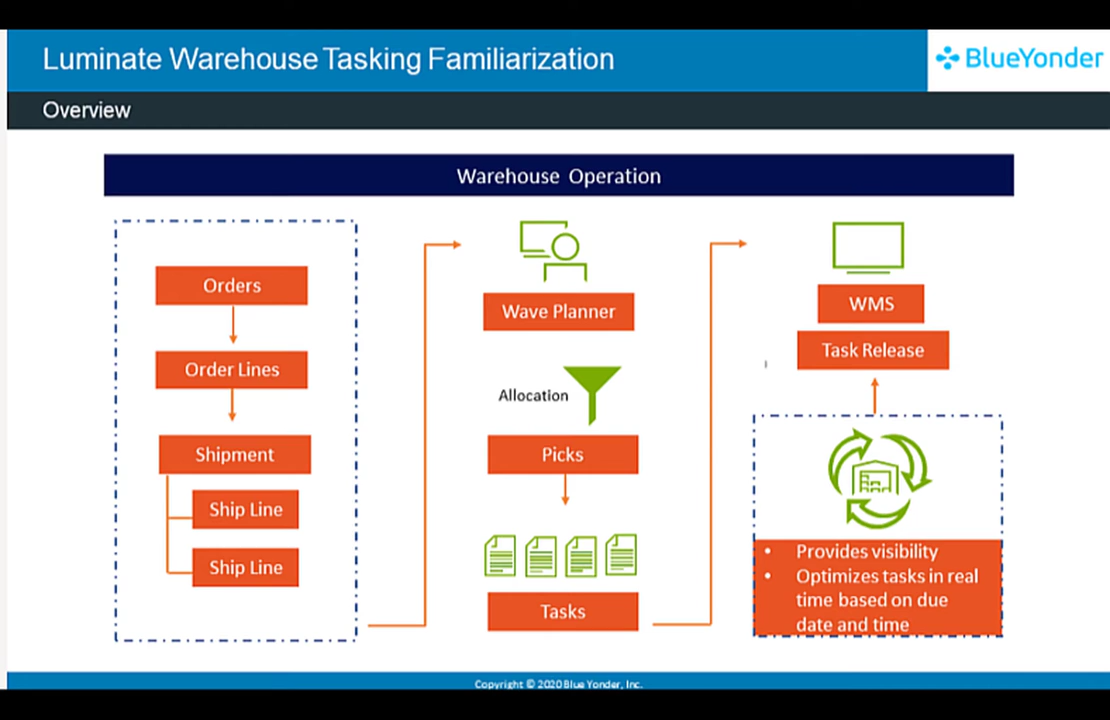 Luminate Warehouse Tasking Familiarization
BlueYonder
Overview
Warehouse Operation
Orders
Order Lines
Shipment
Ship Line
Ship Line
Wave Planner
Allocation
Picks
Tasks
WMS
Task Release
• Provides visibility
• Optimizes tasks in real
time based on due
date and time
Copyright © 2020 Blue Yonder, Inc.